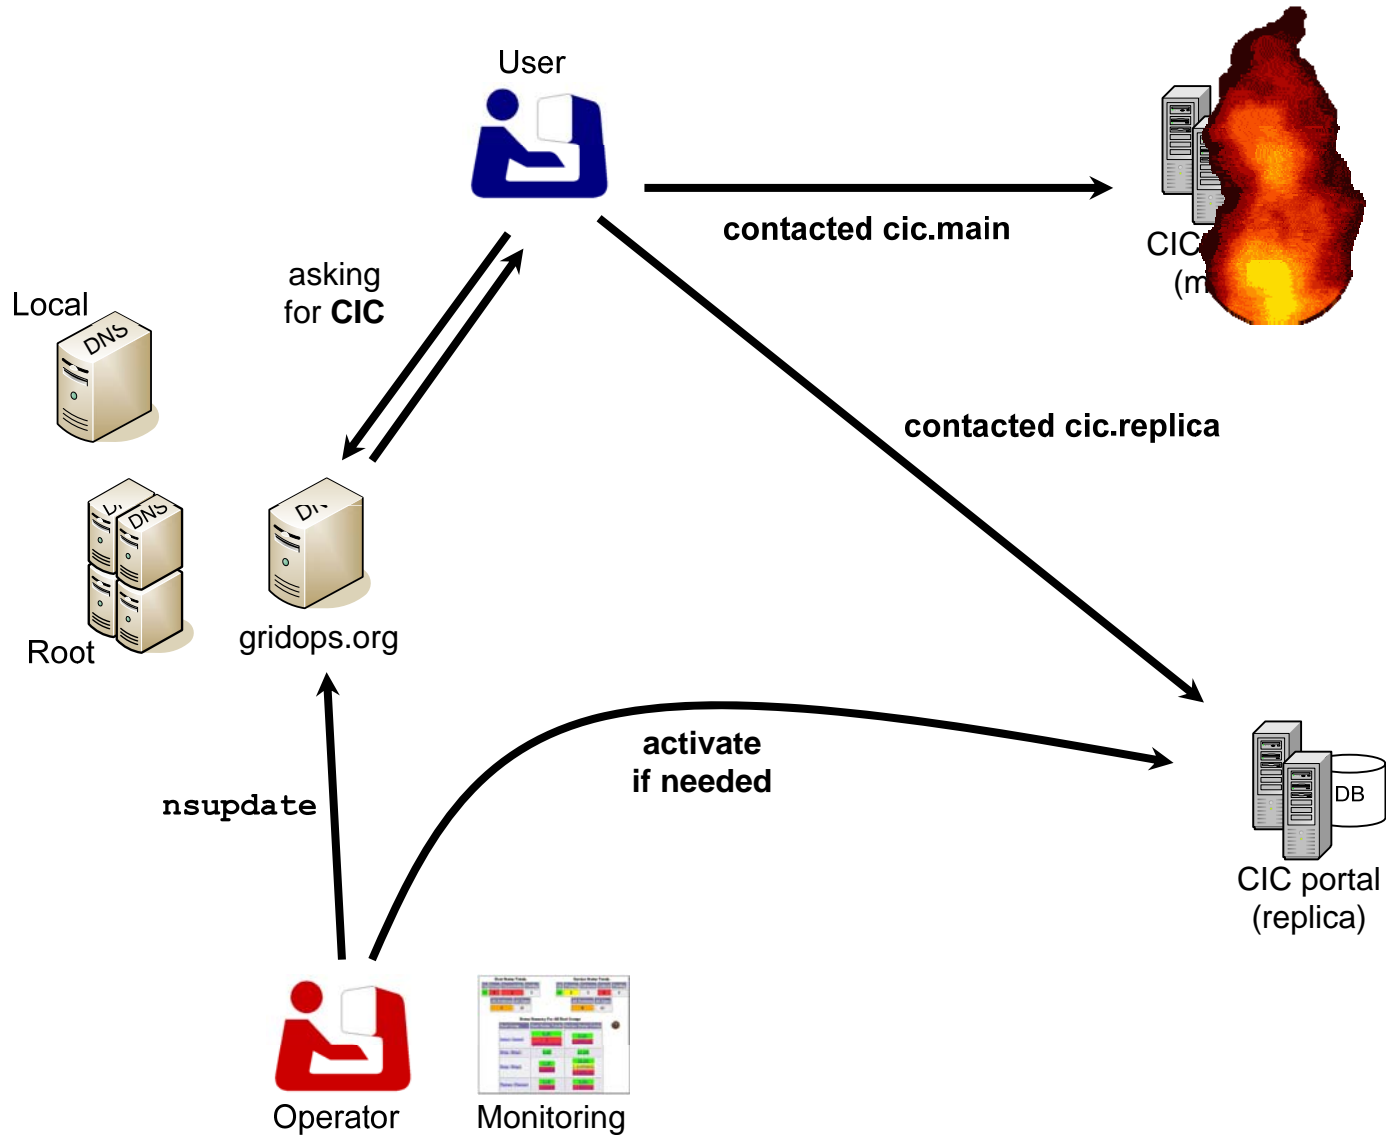 User
contacted cic.main
CIC
(m
asking
for CIC
Local
DNS
contacted cic.replica
DNS
gridops.org
Root
activate
if needed
nsupdate
DB
CIC portal
(replica)
Operator
Monitoring